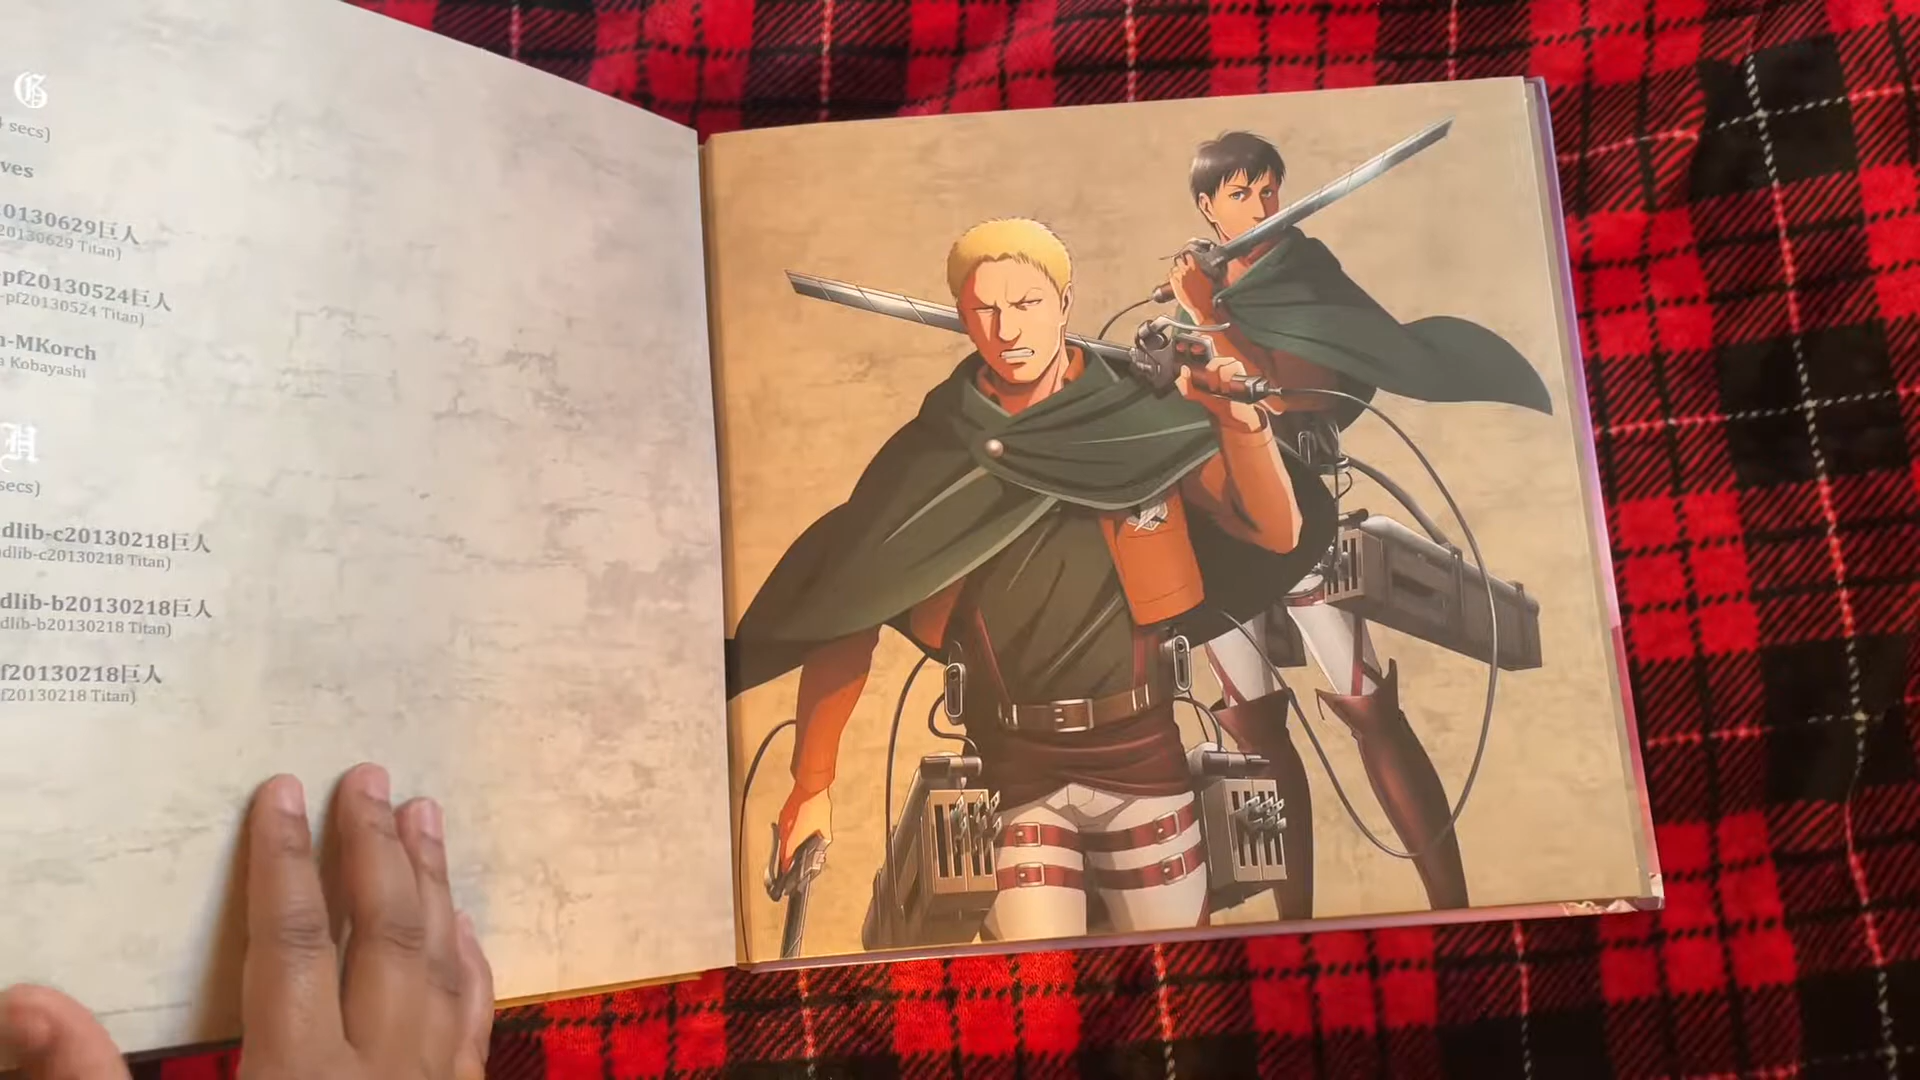 G
secs)
ves
0130629巨人
20130629 Titan)
-pf20130524巨人
-pf20130524 Titan)
-MKorch
Kobayashi
H
secs)
dlib-c20130218巨人
dlib-c20130218 Titan)
dlib-b20130218巨人
dlib-b20130218 Titan)
f20130218巨人
f20130218 Titan)